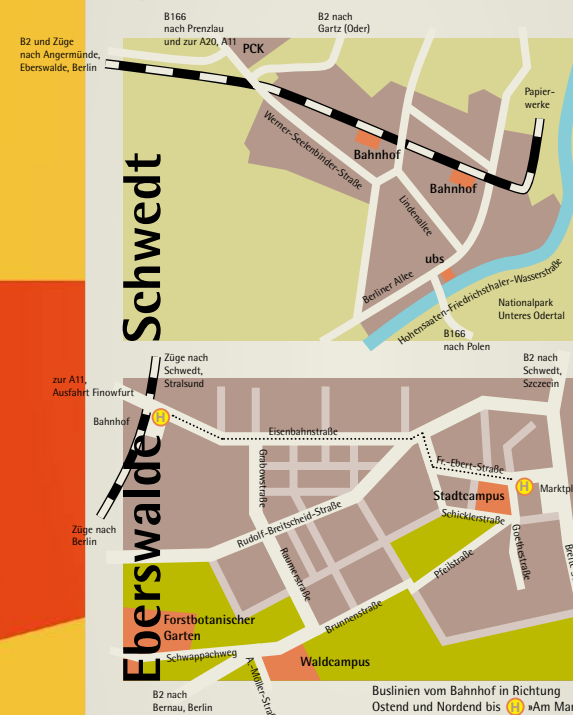 B166
nach Prenzlau
und zur A20, A11
B2 nach
Gartz (Oder)
B2 und Züge
nach Angermünde,
Eberswalde, Berlin
PCK
Papier-
werke
Werner-Seelenbinder-Straße
Bahnhof
Bahnhof
Schwedt
Lindenallee
ubs
Berliner Allee
Hohensaaten-Friedrichsthaler-Wasserstraße
Nationalpark
Unteres Odertal
B166
nach Polen
Züge nach
Schwedt,
Stralsund
B2 nach
Schwedt,
Szczecin
zur A11,
Ausfahrt Finowfurt
Bahnhof
H
Eisenbahnstraße
Grabowstraße
Fr.-Ebert-Straße
H
Stadtcampus
Schicklerstraße
Goethestraße
Eberswalde
Züge nach
Berlin
Rudolf-Breitscheid-Straße
Raumerstraße
Pfeilstraße
Brunnenstraße
Forstbotanischer
Garten
Schwappachweg
Waldcampus
B2 nach
Bernau, Berlin
Buslinien vom Bahnhof in Richtung
Ostend und Nordend bis H »Am Mar